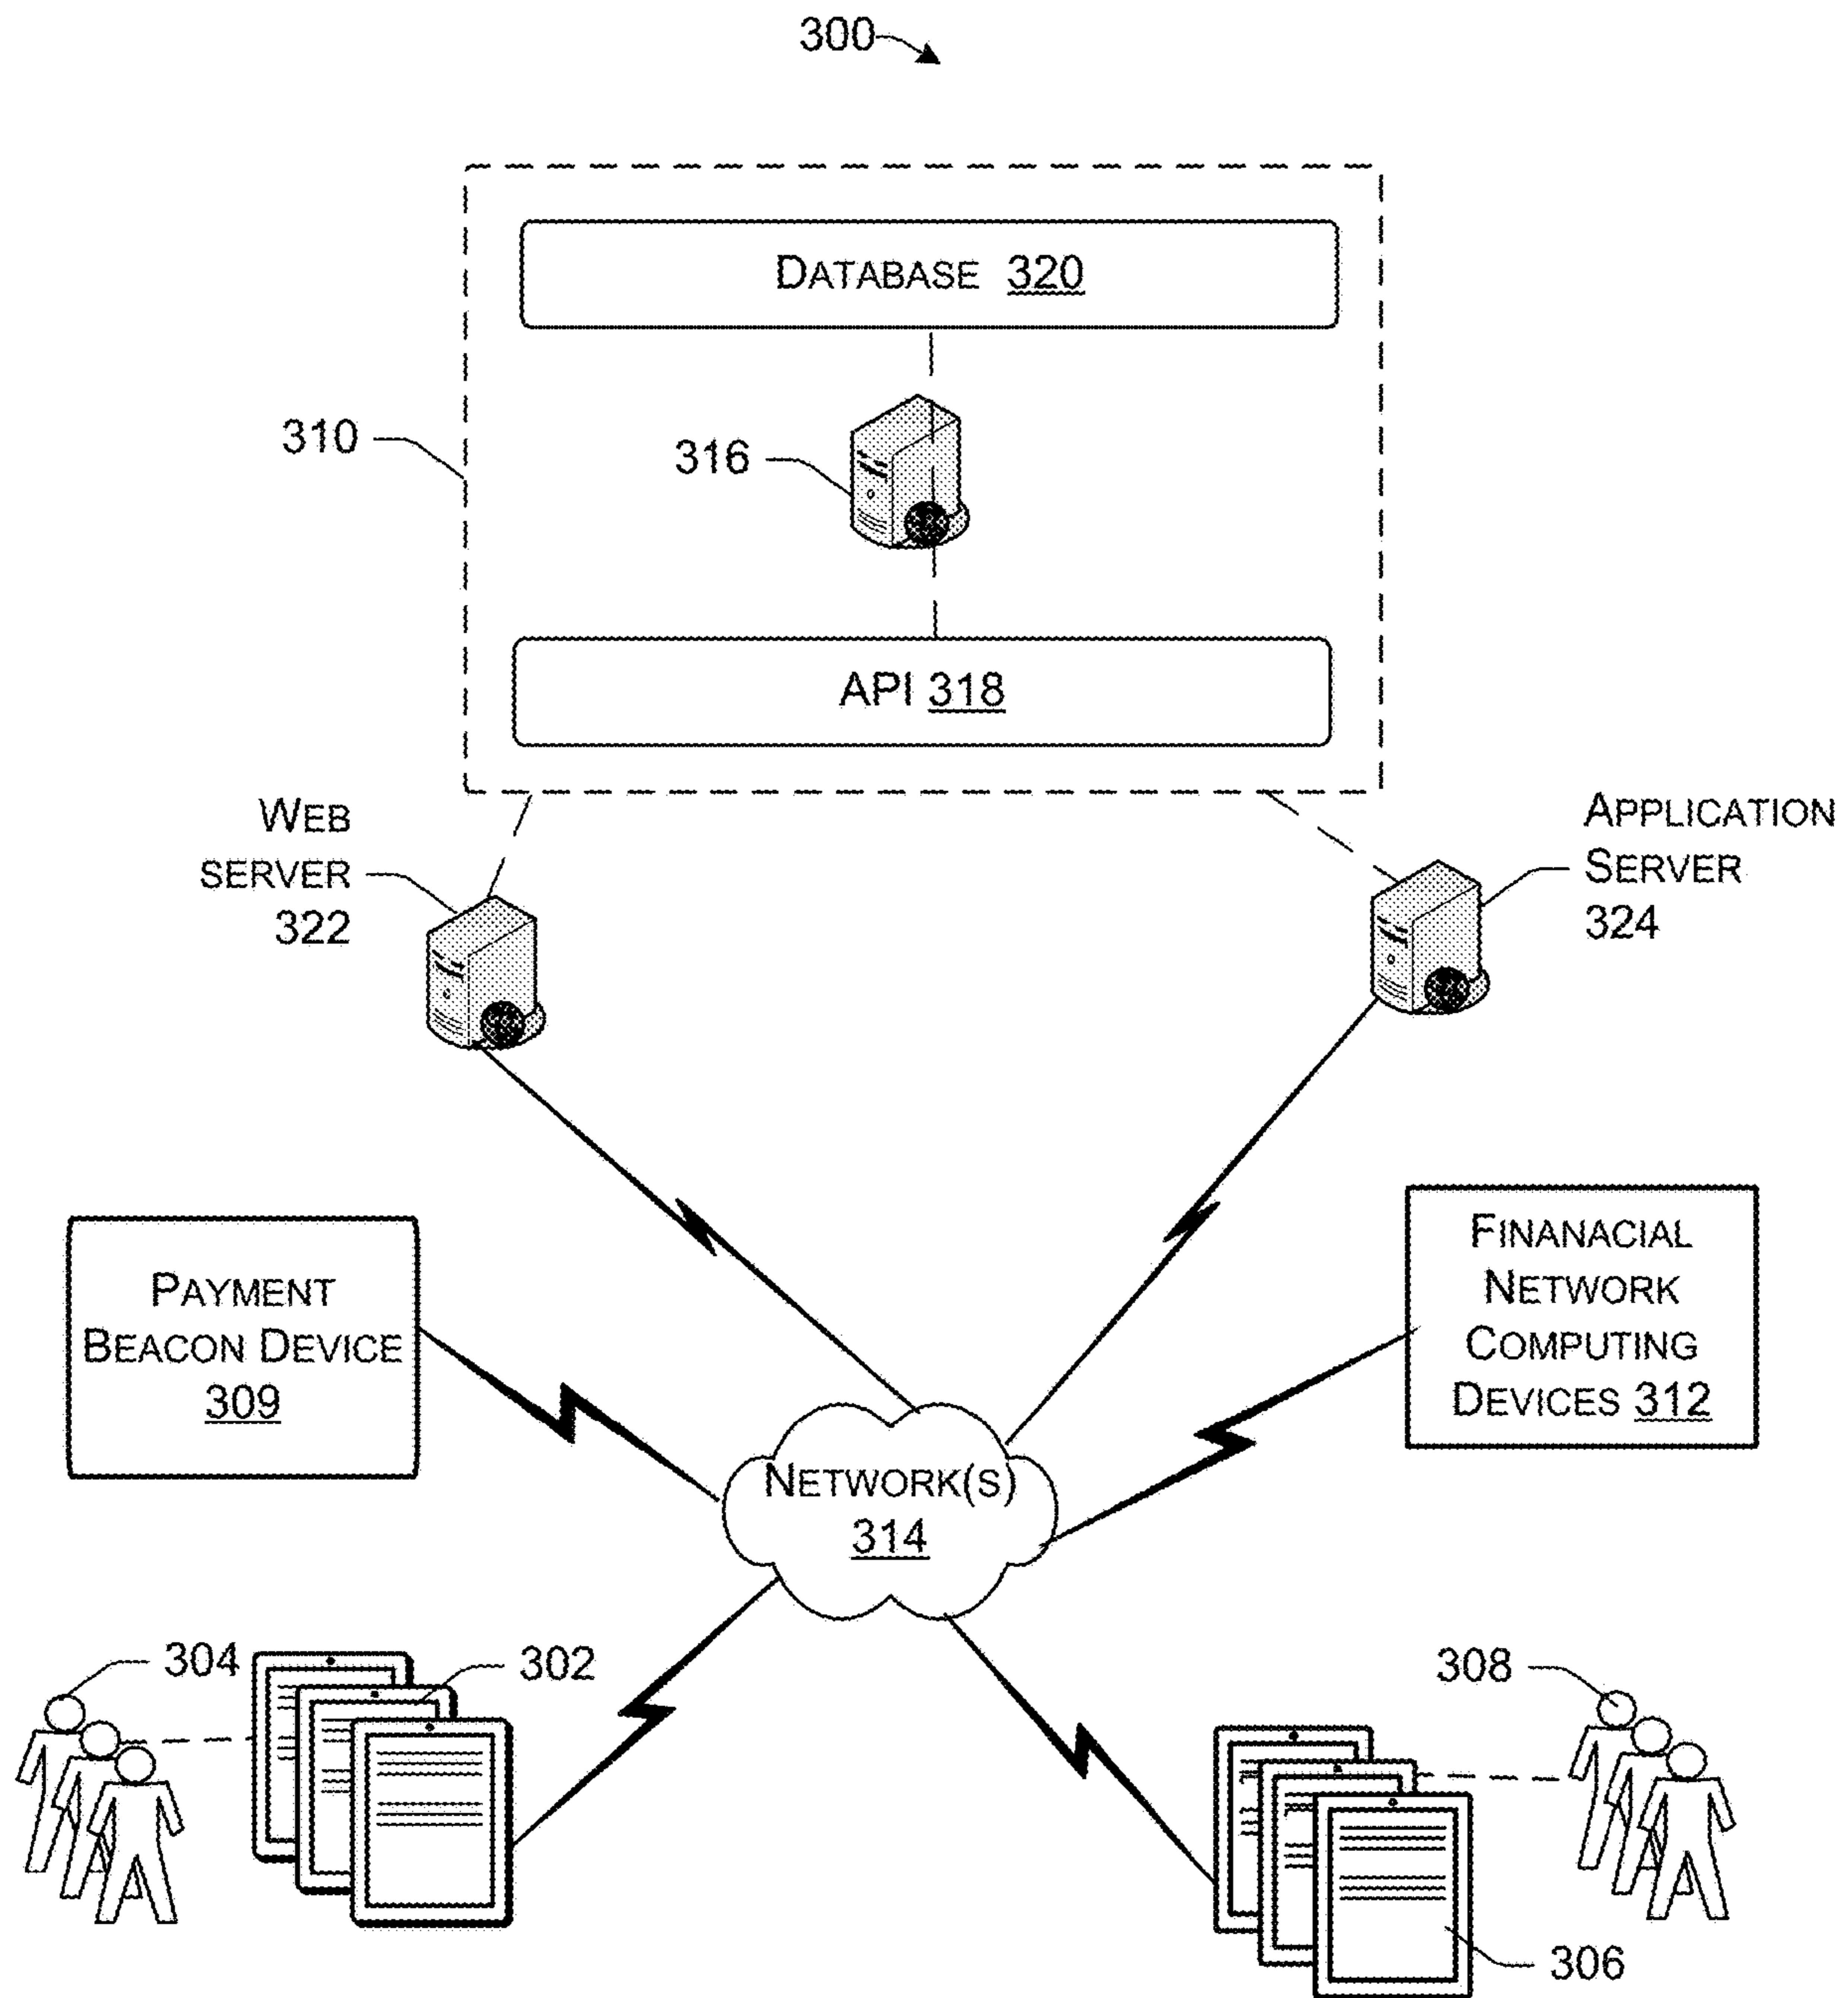 300
DATABASE 320
310
316
API 318
WEB
SERVER
322
APPLICATION
SERVER
324
PAYMENT
BEACON DEVICE
309
FINANACIAL
NETWORK
COMPUTING
DEVICES 312
NETWORK(S)
314
304
302
308
306